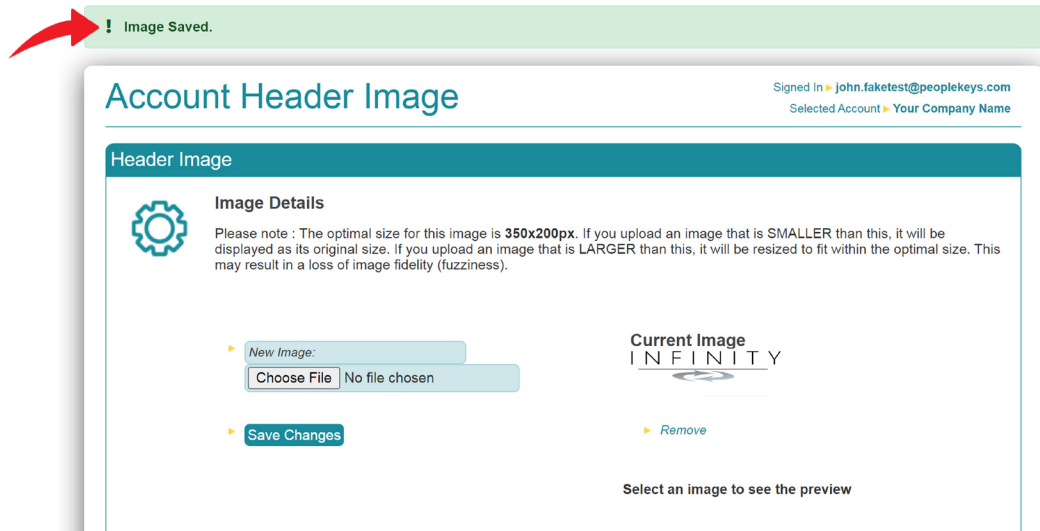 ! Image Saved.
Account Header Image
Signed In ▸ john.faketest@peoplekeys.com
Selected Account ▸ Your Company Name
Header Image
Image Details
Please note : The optimal size for this image is 350x200px. If you upload an image that is SMALLER than this, it will be
displayed as its original size. If you upload an image that is LARGER than this, it will be resized to fit within the optimal size. This
may result in a loss of image fidelity (fuzziness).
New Image:
Choose File No file chosen
Save Changes
Current Image
INFINITY
Remove
Select an image to see the preview